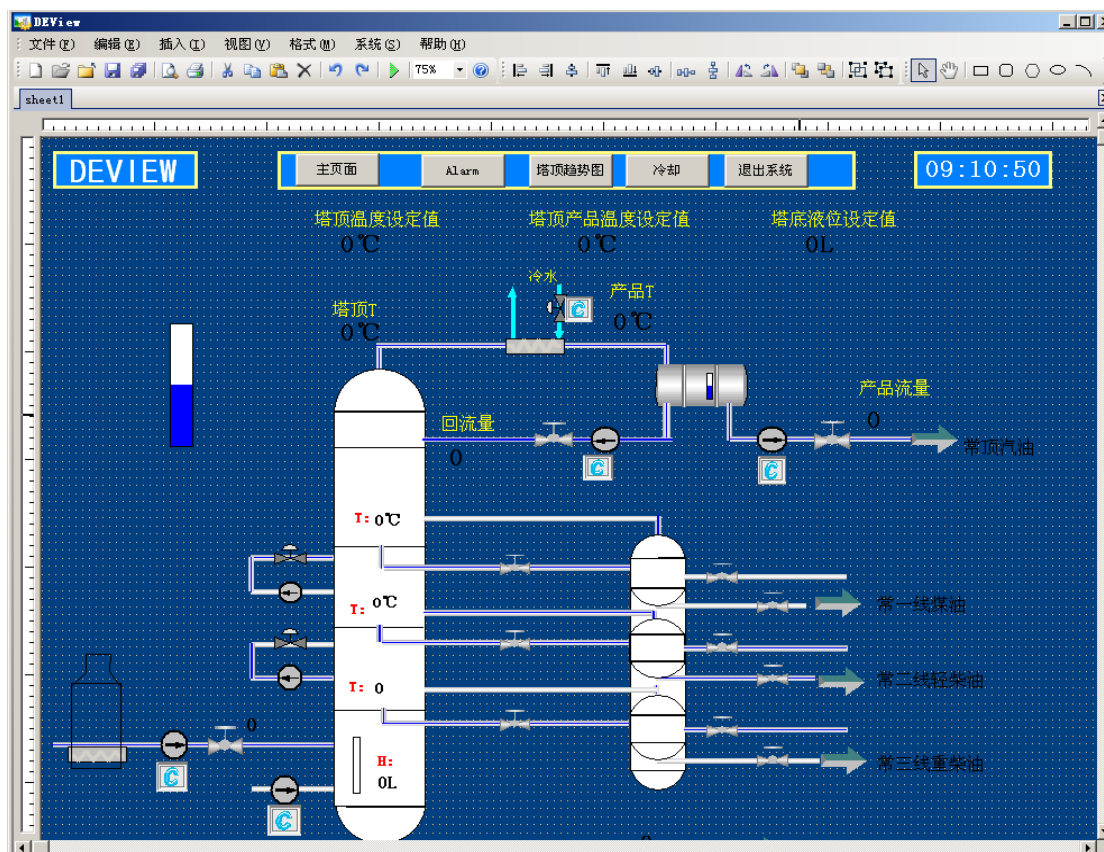 DEView
文件(F) 编辑(E) 插入(I) 视图(V) 格式(M) 系统(S) 帮助(H)
75%
sheet1
DEVIEW 主页面 Alarm 塔顶趋势图 冷却 退出系统 09:10:50
塔顶温度设定值 塔顶产品温度设定值 塔底液位设定值
0℃ 0℃ 0L
冷水 产品T
塔顶T C 0℃
0℃
产品流量
回流量 0
0 常顶汽油
C C
T: 0℃
0℃
T: 常一线煤油
T: 0 常二线轻柴油
0
H: 常三线重柴油
C 0L
C